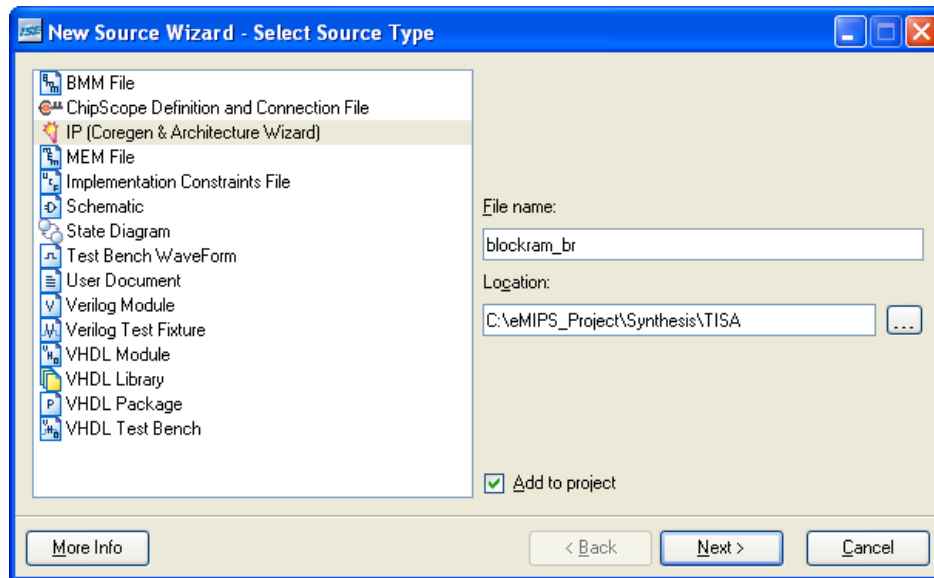 ISE New Source Wizard - Select Source Type
BMM File
ChipScope Definition and Connection File
IP (Coregen & Architecture Wizard)
MEM File
Implementation Constraints File
Schematic
State Diagram
Test Bench WaveForm
User Document
Verilog Module
Verilog Test Fixture
VHDL Module
VHDL Library
VHDL Package
VHDL Test Bench
File name:
blockram_br
Location:
C:\eMIPS_Project\Synthesis\TISA
...
Add to project
More Info
< Back
Next >
Cancel